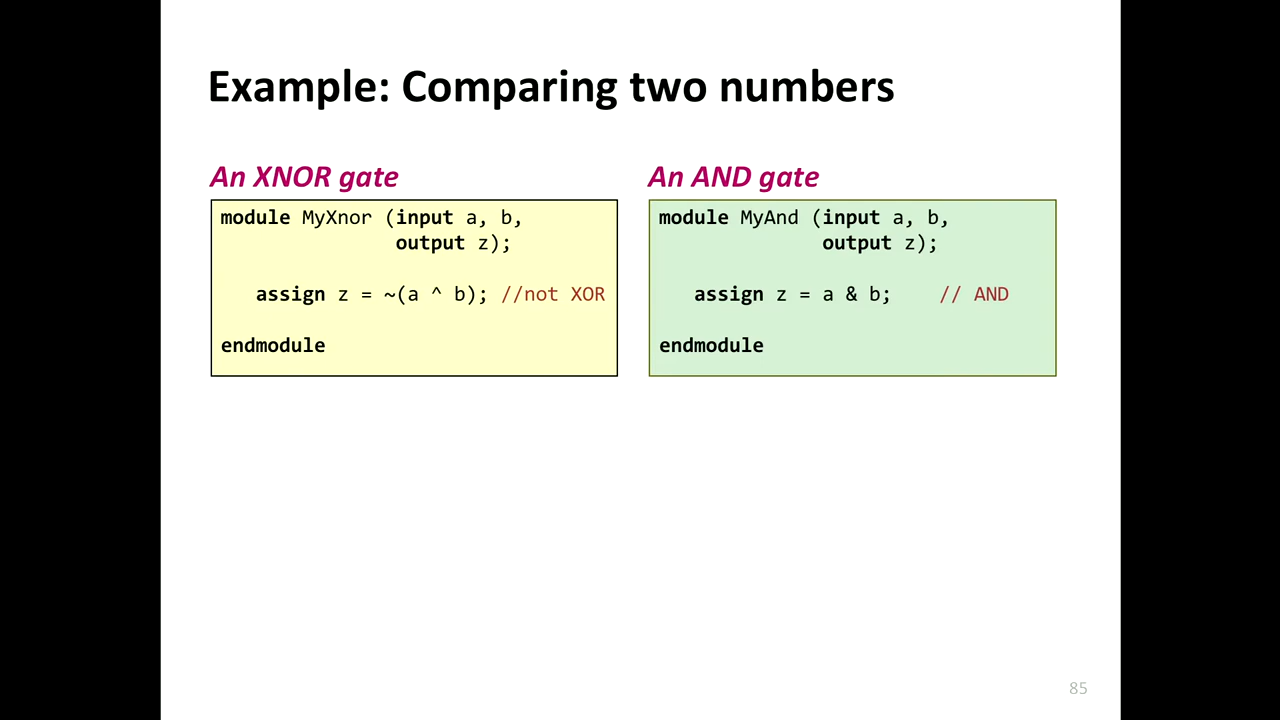 Example: Comparing two numbers
An XNOR gate
module MyXnor (input a, b,
output z);
assign z = ~(a ^ b); //not XOR
endmodule
An AND gate
module MyAnd (input a, b,
output z);
assign z = a & b; // AND
endmodule
85